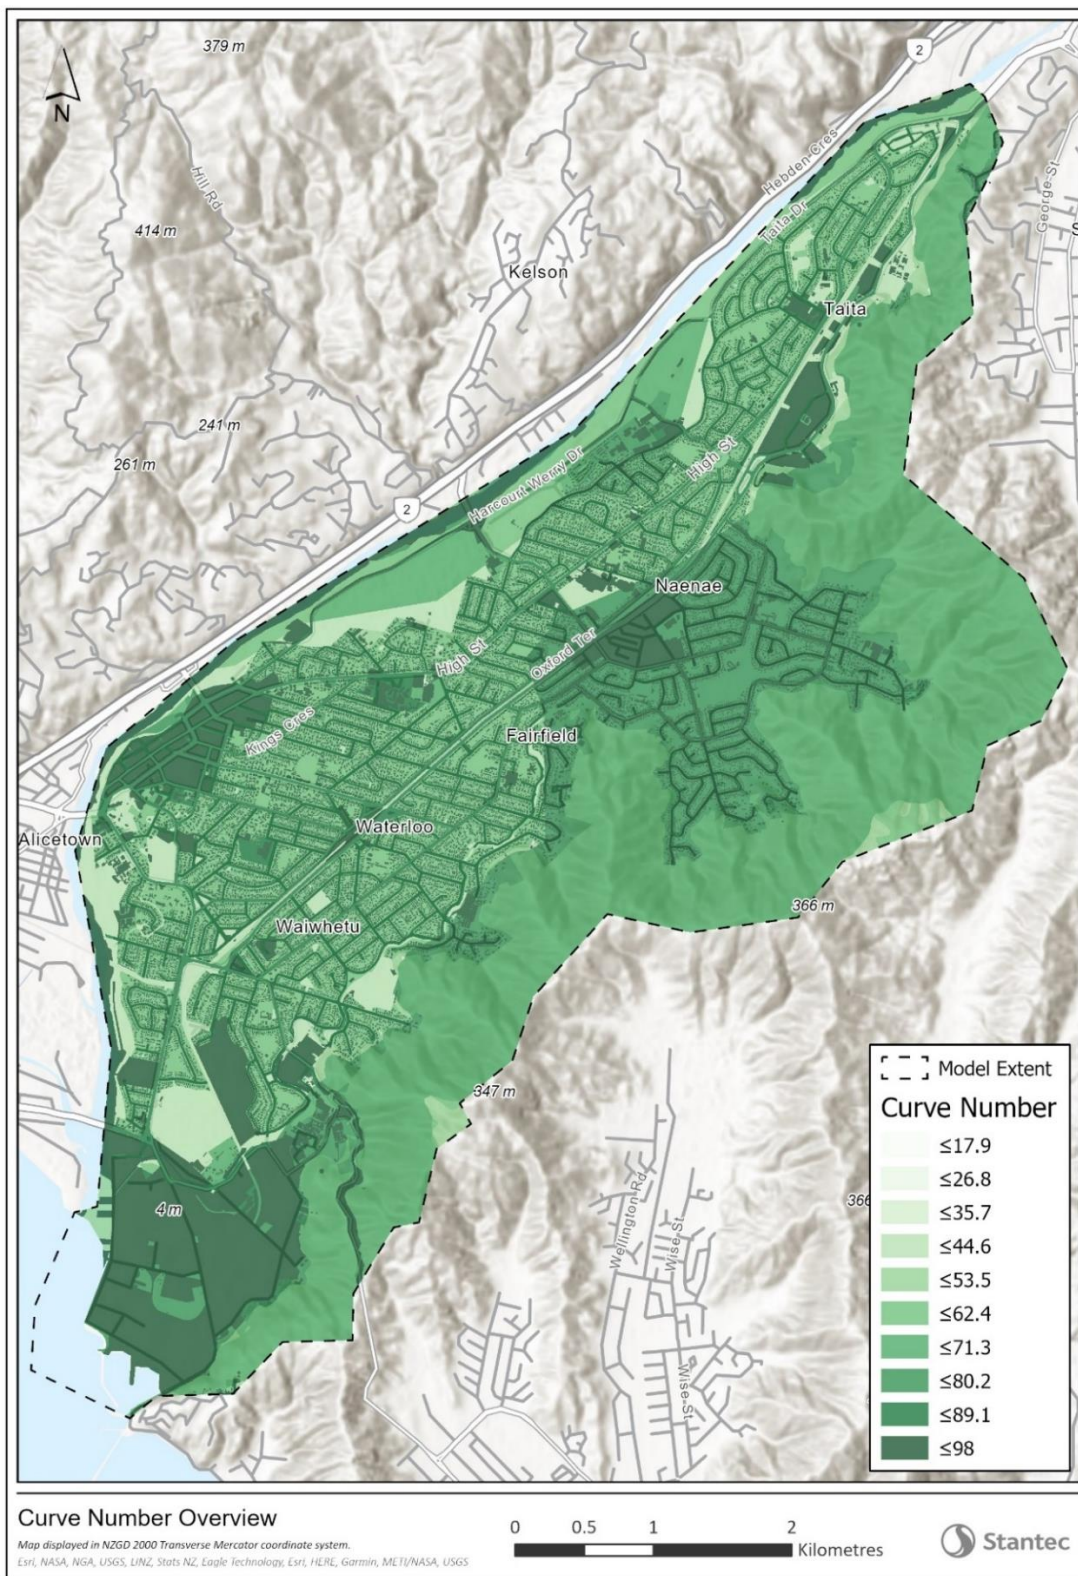 379 m
2
N
Hill Rd
Hebden Cres
George St
414 m
Taita Dr
S
Kelson
Taita
241 m
261 m
High St
Harcourt Werry Dr
2
Naenae
High St
Oxford Ter
Kings Cres
Fairfield
Alicetown
Waterloo
366 m
Waiwhetu
347 m
Model Extent
Curve Number
≤17.9
≤26.8
≤35.7
≤44.6
≤53.5
≤62.4
≤71.3
≤80.2
≤89.1
≤98
366
4 m
Wellington Rd
Wise St
Wise St
Curve Number Overview
Map displayed in NZGD 2000 Transverse Mercator coordinate system.
Esri, NASA, NGA, USGS, LINZ, Stats NZ, Eagle Technology, Esri, HERE, Garmin, METI/NASA, USGS
0 0.5 1 2
Kilometres
Stantec